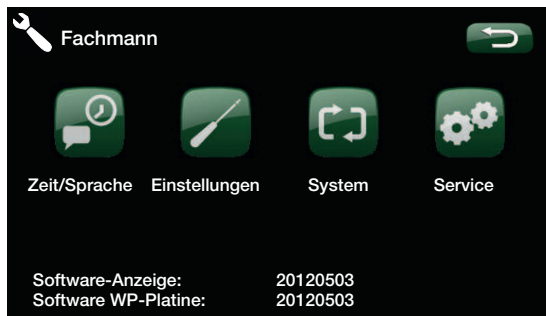 Fachmann
Zeit/Sprache Einstellungen System Service
Software-Anzeige: 20120503
Software WP-Platine: 20120503